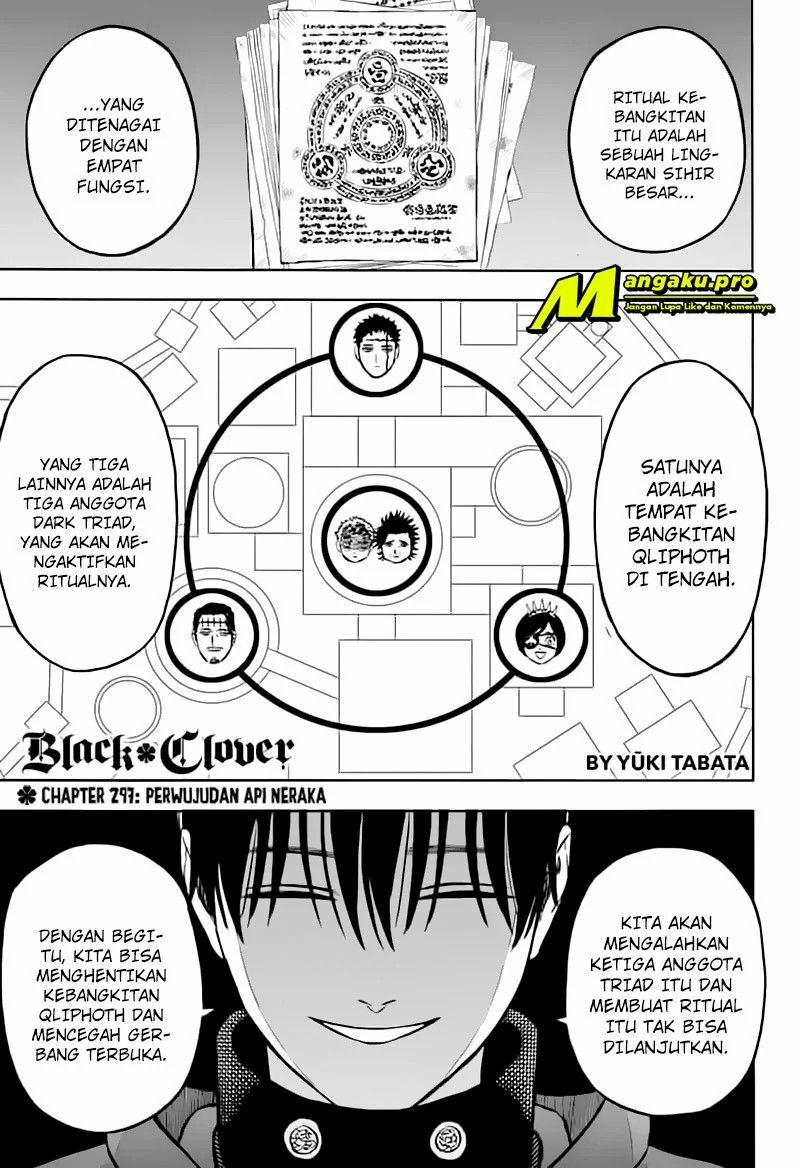 RITUAL KE-
BANGKITAN
ITU ADALAH
SEBUAH LING-
KARAN SIHIR
BESAR...
...YANG
DITENAGAI
DENGAN
EMPAT
FUNGSI.
Mangaku.pro
Jangan Lupa Like dan Komennya
SATUNYA
ADALAH
TEMPAT KE-
BANGKITAN
QLIPHOTH
DI TENGAH.
YANG TIGA
LAINNYA ADALAH
TIGA ANGGOTA
DARK TRIAD,
YANG AKAN ME-
NGAKTIFKAN
RITUALNYA.
Black Clover
BY YŪKI TABATA
CHAPTER 297: PERWUJUDAN API NERAKA
KITA AKAN
MENGALAHKAN
KETIGA ANGGOTA
TRIAD ITU DAN
MEMBUAT RITUAL
ITU TAK BISA
DILANJUTKAN.
DENGAN BEGI-
TU, KITA BISA
MENGHENTIKAN
KEBANGKITAN
QLIPHOTH DAN
MENCEGAH GER-
BANG TERBUKA.